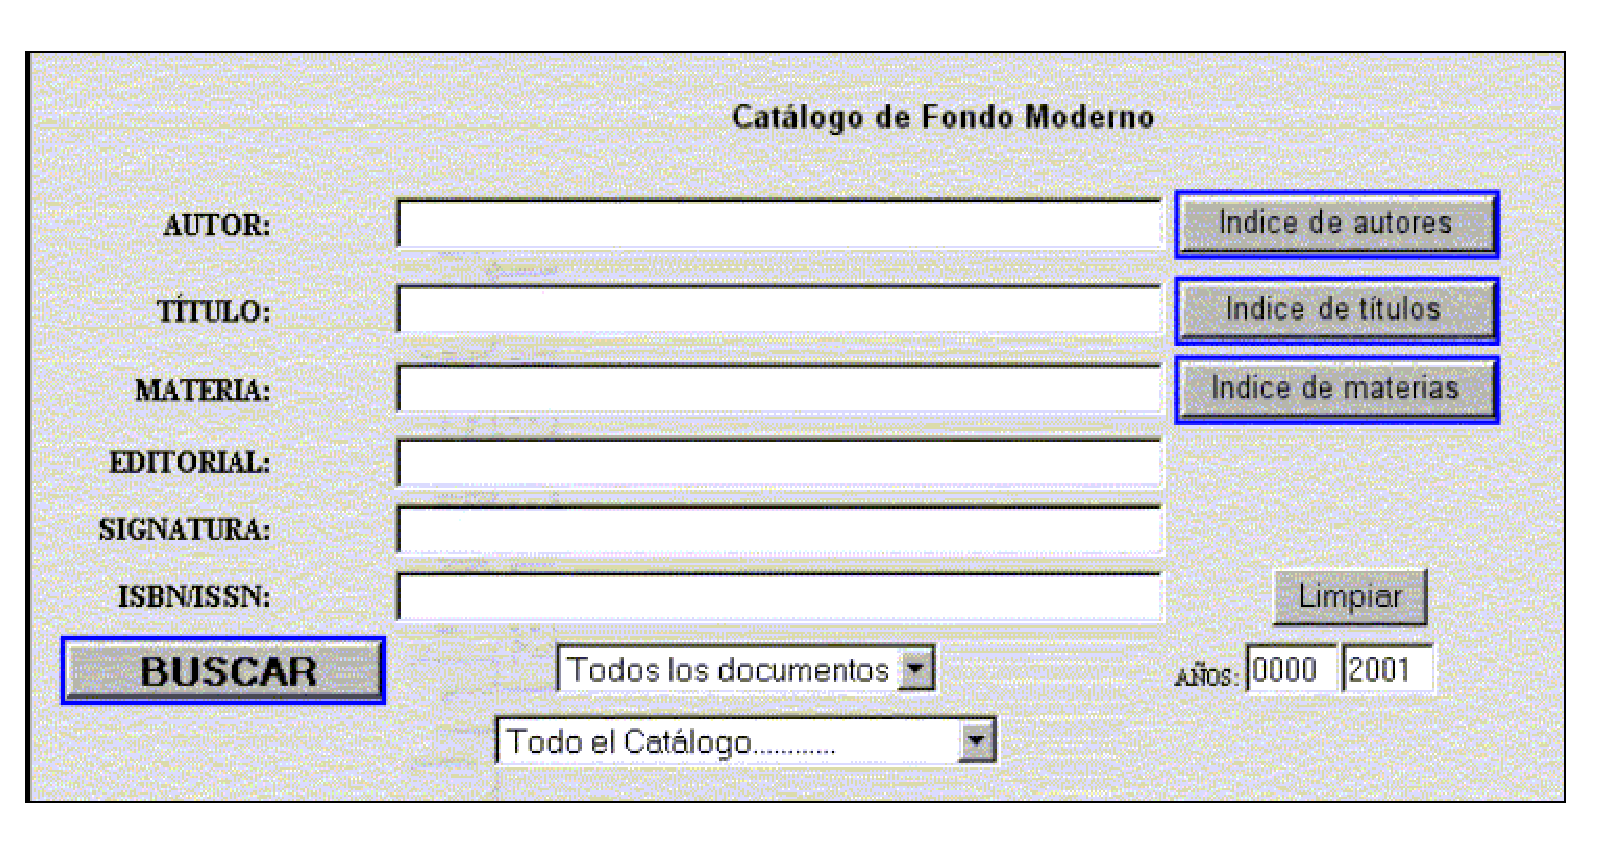 Catálogo de Fondo Moderno
AUTOR: Indice de autores
TÍTULO: Indice de títulos
MATERIA: Indice de materias
EDITORIAL:
SIGNATURA:
ISBN/ISSN: Limpiar
BUSCAR Todos los documentos AÑOS: 0000 2001
Todo el Catálogo............